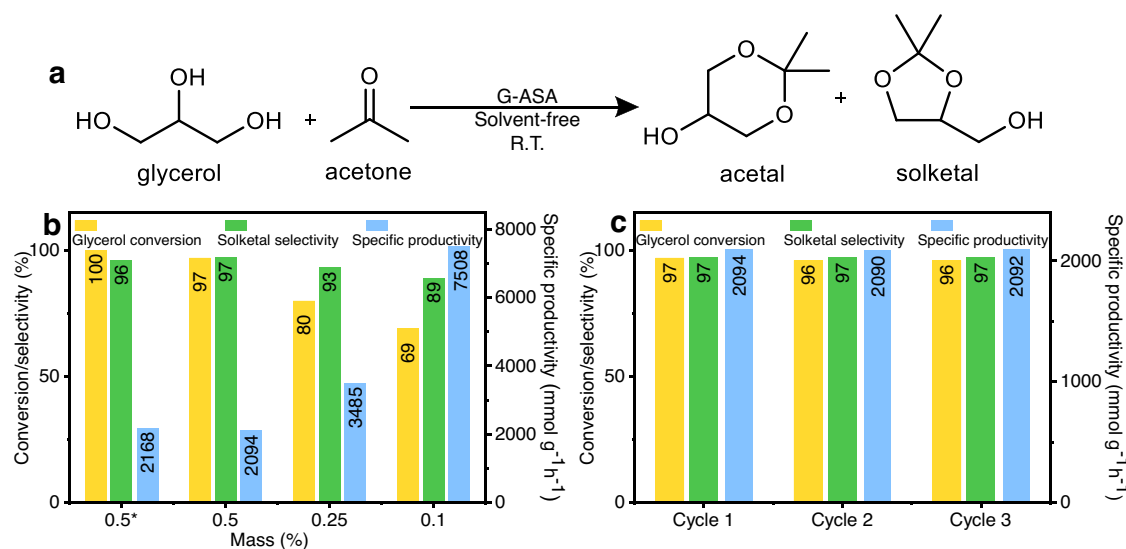 a
OH
HO
OH
+
O
G-ASA
Solvent-free
R.T.
O
O
HO
+
O
O
OH
glycerol
acetone
acetal
solketal
b
Glycerol conversion
Solketal selectivity
Specific productivity
Conversion/selectivity (%)
100
50
0
100
96
2168
97
97
2094
80
93
3485
69
89
7508
8000
6000
4000
2000
0
Specific productivity (mmol g⁻¹h⁻¹)
0.5*
0.5
0.25
0.1
Mass (%)
c
Glycerol conversion
Solketal selectivity
Specific productivity
Conversion/selectivity (%)
100
50
0
97
97
2094
96
97
2090
96
97
2092
2000
1000
0
Specific productivity (mmol g⁻¹h⁻¹)
Cycle 1
Cycle 2
Cycle 3